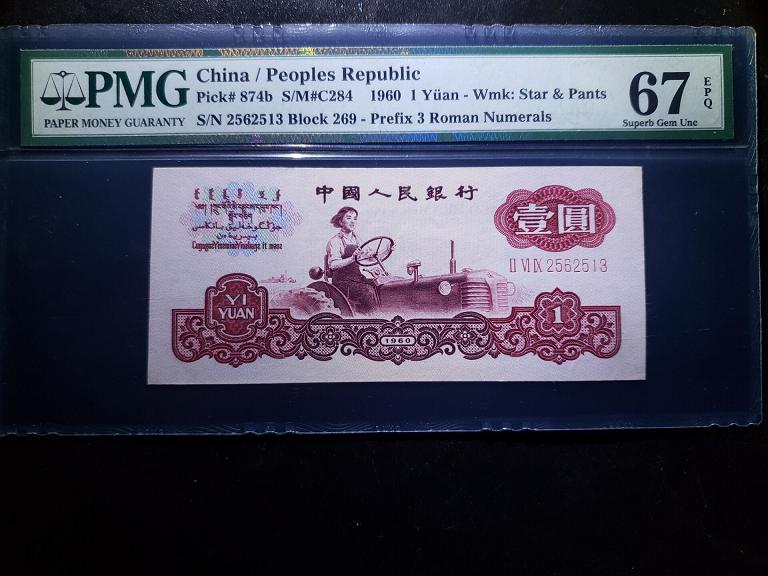 PMG
PAPER MONEY GUARANTY
China / Peoples Republic
Pick# 874b S/M#C284 1960 1 Yüan - Wmk: Star & Pants
S/N 2562513 Block 269 - Prefix 3 Roman Numerals
67
EPQ
Superb Gem Unc
中國人民銀行
壹圓
II VI IX 2562513
YI
YUAN
1960
1